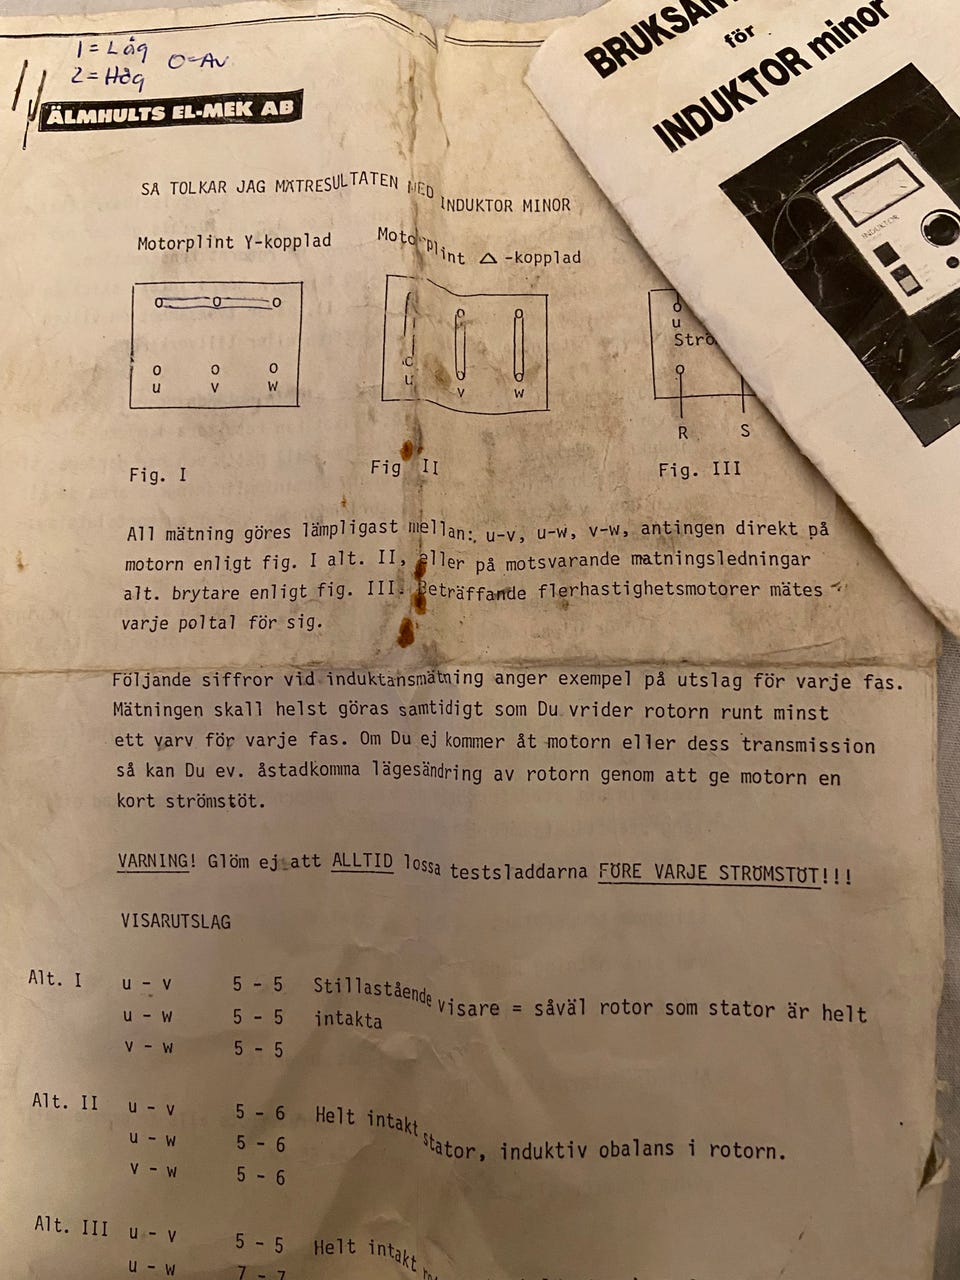 1 = Låg
2 = Hög
0 = Av
ÄLMHULTS EL-MEK AB
BRUKSAN
för
INDUKTOR minor
INDUKTOR
SÅ TOLKAR JAG MÄTRESULTATEN MED INDUKTOR MINOR
Motorplint Y-kopplad
Motorplint △ -kopplad
u v w
u v w
u
Strö
R S
Fig. I
Fig II
Fig. III
All mätning göres lämpligast mellan: u-v, u-w, v-w, antingen direkt på
motorn enligt fig. I alt. II, eller på motsvarande matningsledningar
alt. brytare enligt fig. III. Beträffande flerhastighetsmotorer mätes
varje poltal för sig.
Följande siffror vid induktansmätning anger exempel på utslag för varje fas.
Mätningen skall helst göras samtidigt som Du vrider rotorn runt minst
ett varv för varje fas. Om Du ej kommer åt motorn eller dess transmission
så kan Du ev. åstadkomma lägesändring av rotorn genom att ge motorn en
kort strömstöt.
VARNING! Glöm ej att ALLTID lossa testsladdarna FÖRE VARJE STRÖMSTÖT!!!
VISARUTSLAG
Alt. I u - v 5 - 5 Stillastående visare = såväl rotor som stator är helt
u - w 5 - 5 intakta
v - w 5 - 5
Alt. II u - v 5 - 6 Helt intakt stator, induktiv obalans i rotorn.
u - w 5 - 6
v - w 5 - 6
Alt. III u - v 5 - 5 Helt intakt
u - w 7 - 7